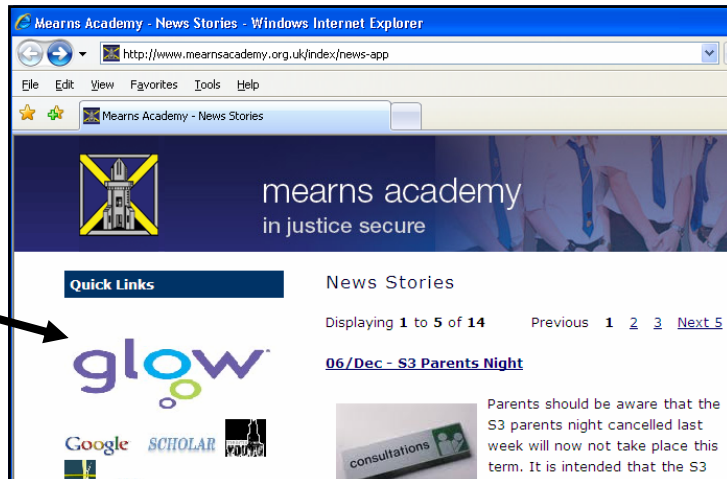 Mearns Academy - News Stories - Windows Internet Explorer
http://www.mearnsacademy.org.uk/index/news-app
File Edit View Favorites Tools Help
Mearns Academy - News Stories
mearns academy
in justice secure
Quick Links
glow
Google SCHOLAR
News Stories
Displaying 1 to 5 of 14 Previous 1 2 3 Next 5
06/Dec - S3 Parents Night
consultations
Parents should be aware that the
S3 parents night cancelled last
week will now not take place this
term. It is intended that the S3